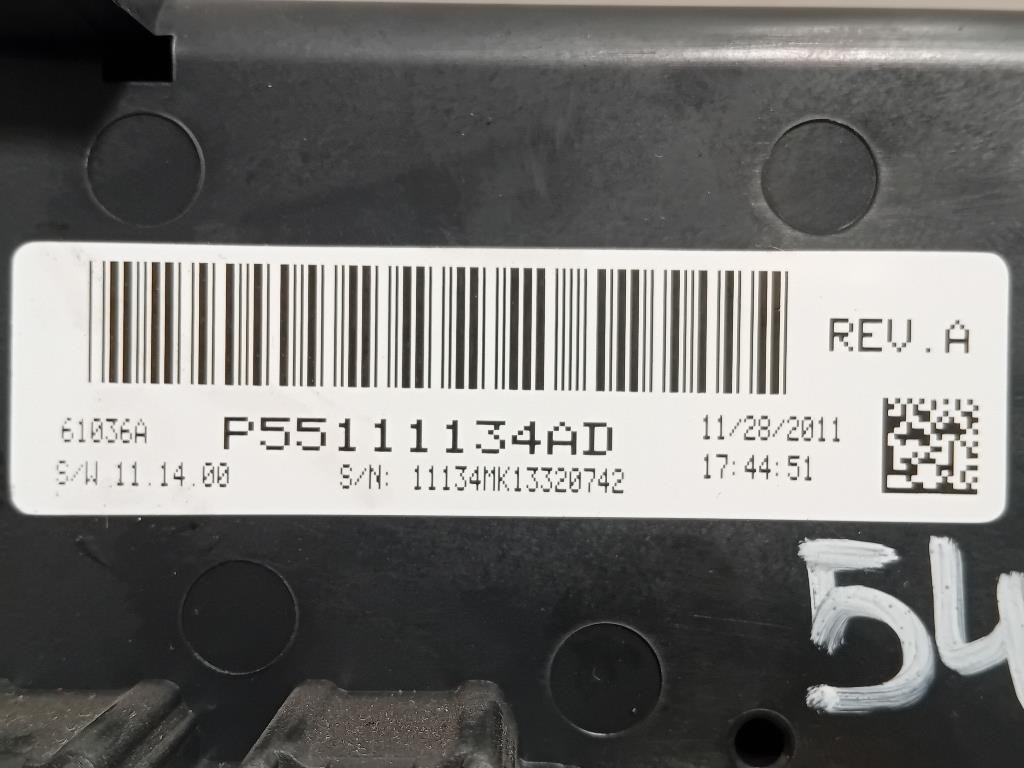 REV.A
61036A P55111134AD 11/28/2011
S/W 11.14.00 S/N: 11134MK13320742 17:44:51
54